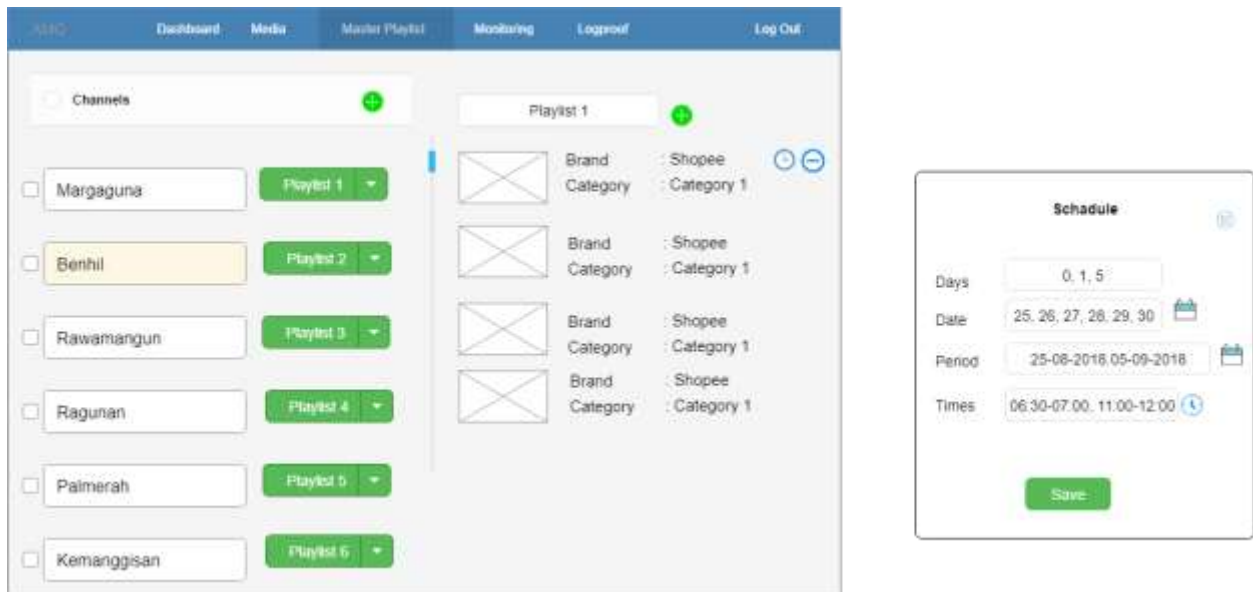 Dashboard Media Master Playlist Monitoring Logproof Log Out
Channels
Margaguna Playlist 1
Benhil Playlist 2
Rawamangun Playlist 3
Ragunan Playlist 4
Palmerah Playlist 5
Kemanggisan Playlist 6
Playlist 1
Brand : Shopee
Category : Category 1
Brand : Shopee
Category : Category 1
Brand : Shopee
Category : Category 1
Brand : Shopee
Category : Category 1
Schadule
Days 0, 1, 5
Date 25, 26, 27, 28, 29, 30
Period 25-08-2018,05-09-2018
Times 06:30-07:00, 11:00-12:00
Save